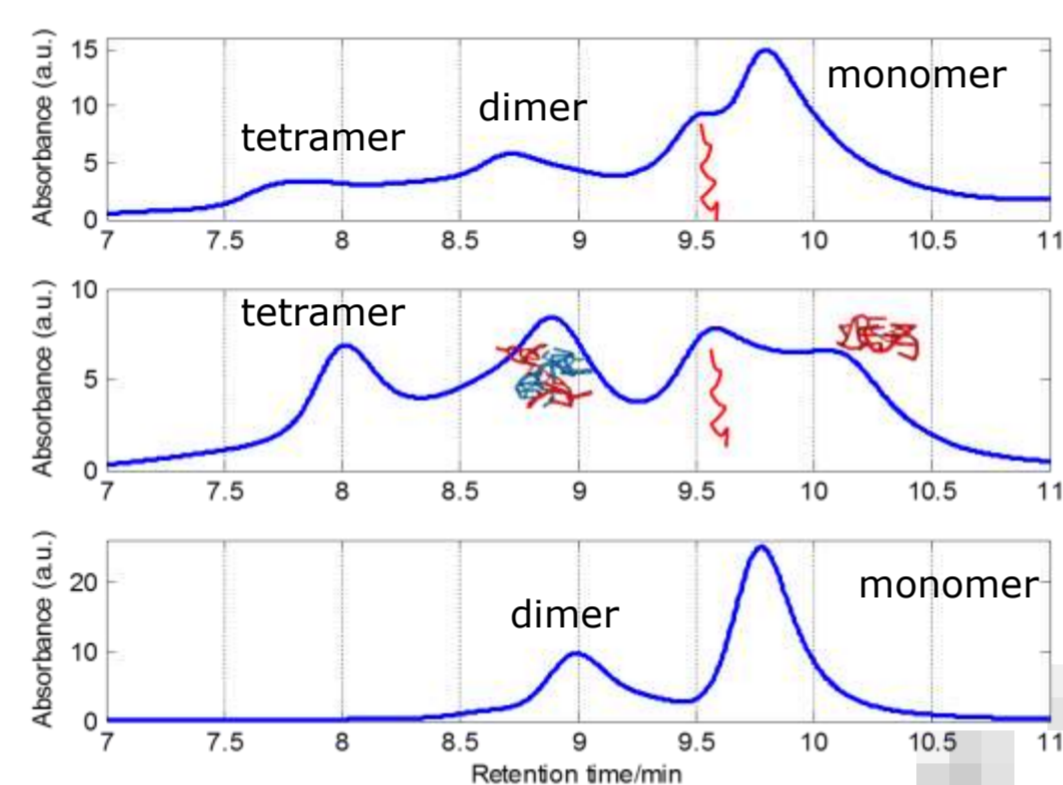 Absorbance (a.u.)
15
10
5
0
tetramer
dimer
monomer
7 7.5 8 8.5 9 9.5 10 10.5 11
Absorbance (a.u.)
10
5
0
tetramer
7 7.5 8 8.5 9 9.5 10 10.5 11
Absorbance (a.u.)
20
10
0
dimer
monomer
7 7.5 8 8.5 9 9.5 10 10.5 11
Retention time/min